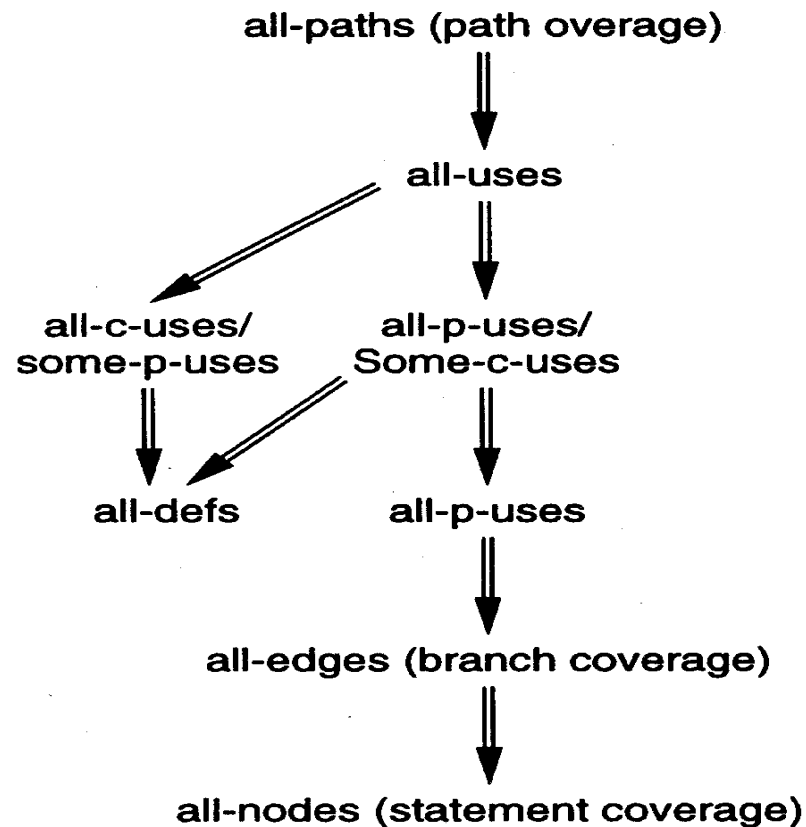 all-paths (path overage)
all-uses
all-c-uses/
some-p-uses
all-p-uses/
Some-c-uses
all-defs
all-p-uses
all-edges (branch coverage)
all-nodes (statement coverage)